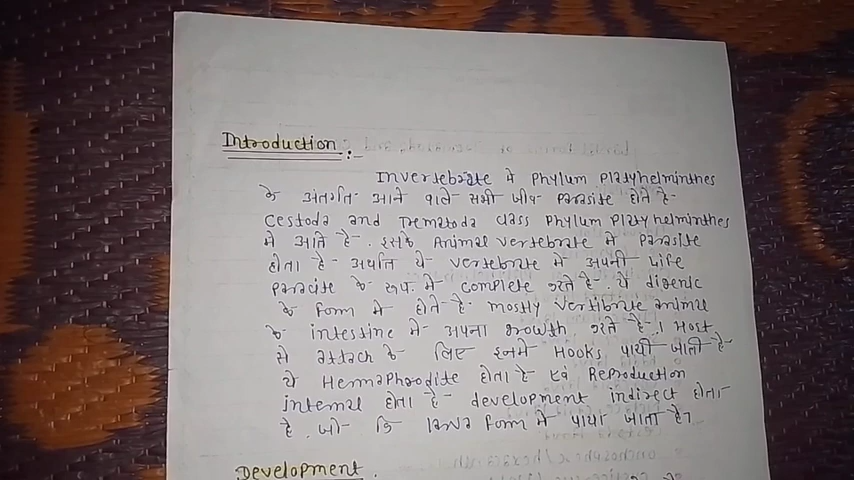 Introduction :-
Invertebrate मे Phylum Platyhelminthes
के अंतर्गत आने वाले सभी जीव Parasite होते है-
Cestoda and Trematoda class Phylum Platyhelminthes
मे आते है. इसके Animal vertebrate मे Parasite
होता है- अर्थात ये vertebrate मे अपनी Life
Paracite के रूप. मे complete करते है. ये digenic
के Form मे होते है- mostly vertibrate animal
के intestine मे- अपना growth करते है. । Host
से attach के लिए इनमे Hooks पायी जाती है-
ये Hermaphrodite होता है एवं Reproduction
internal होता है- development indirect होता
है. जो कि larva Form मे पाया जाता है।
Development.